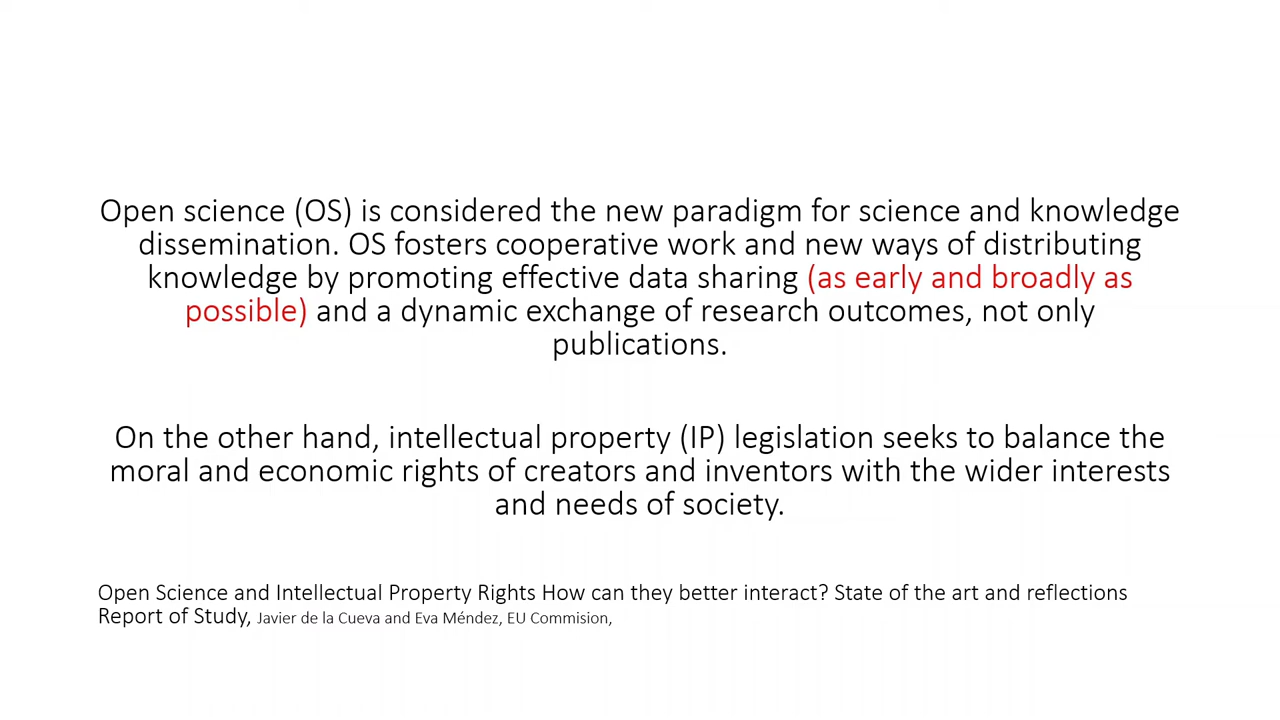 Open science (OS) is considered the new paradigm for science and knowledge
dissemination. OS fosters cooperative work and new ways of distributing
knowledge by promoting effective data sharing (as early and broadly as
possible) and a dynamic exchange of research outcomes, not only
publications.
On the other hand, intellectual property (IP) legislation seeks to balance the
moral and economic rights of creators and inventors with the wider interests
and needs of society.
Open Science and Intellectual Property Rights How can they better interact? State of the art and reflections
Report of Study, Javier de la Cueva and Eva Méndez, EU Commision,